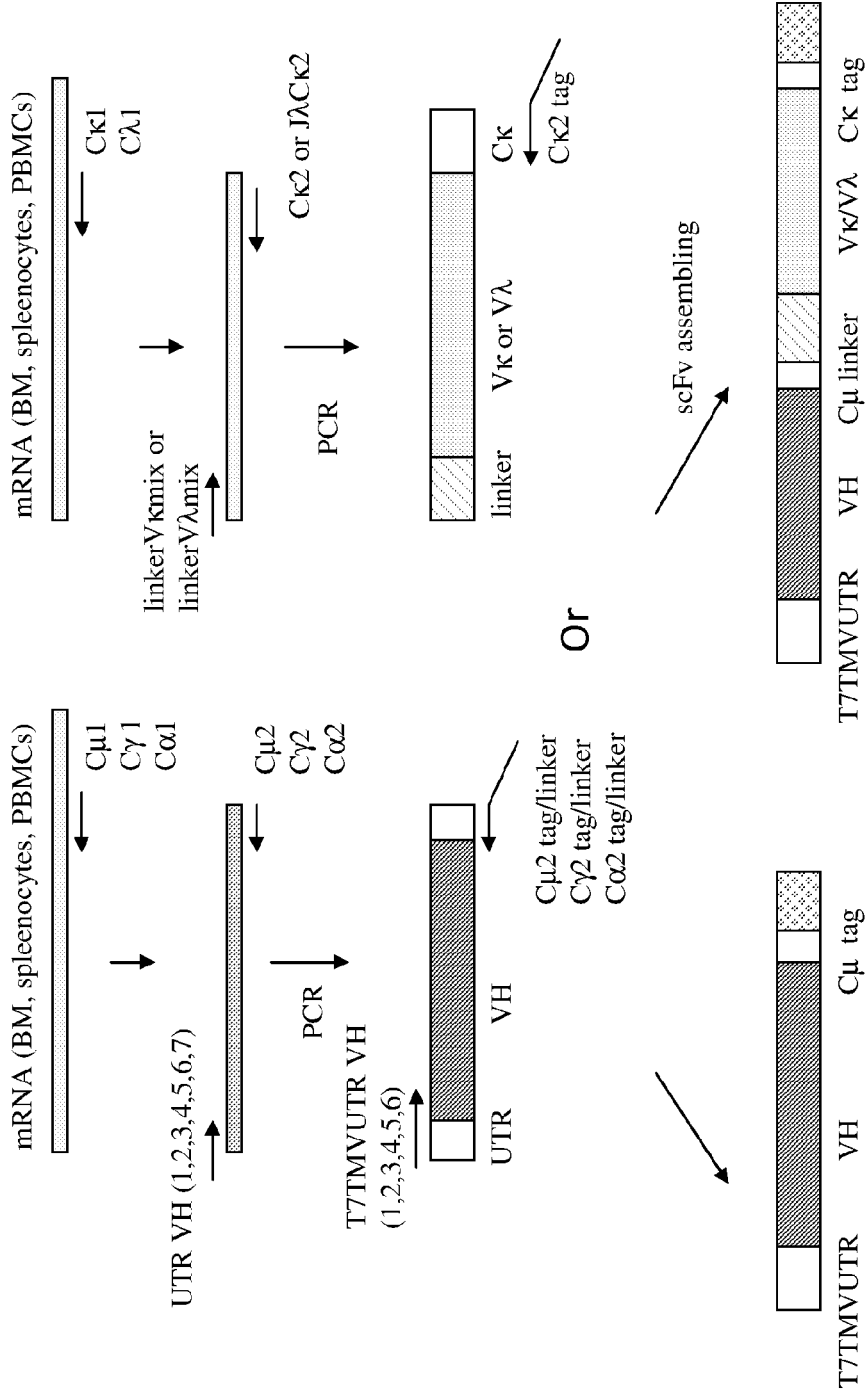 mRNA (BM, spleenocytes, PBMCs)
Cμ1
Cγ 1
Cα1
UTR VH (1,2,3,4,5,6,7)
Cμ2
Cγ2
Cα2
PCR
T7TMVUTR VH
(1,2,3,4,5,6)
UTR
VH
Cμ2 tag/linker
Cγ2 tag/linker
Cα2 tag/linker
mRNA (BM, spleenocytes, PBMCs)
Cκ1
Cλ1
linkerVκmix or
linkerVλmix
Cκ2 or JλCκ2
PCR
linker
Vκ or Vλ
Cκ
Cκ2 tag
Or
scFv assembling
T7TMVUTR
VH
Cμ tag
T7TMVUTR
VH
Cμ linker
Vκ/Vλ
Cκ tag